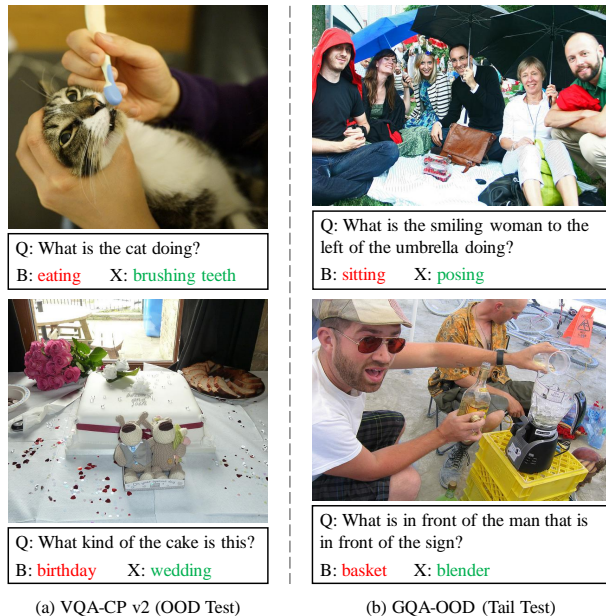 Q: What is the cat doing?
B: eating X: brushing teeth
Q: What is the smiling woman to the
left of the umbrella doing?
B: sitting X: posing
Q: What kind of the cake is this?
B: birthday X: wedding
Q: What is in front of the man that is
in front of the sign?
B: basket X: blender
(a) VQA-CP v2 (OOD Test)
(b) GQA-OOD (Tail Test)